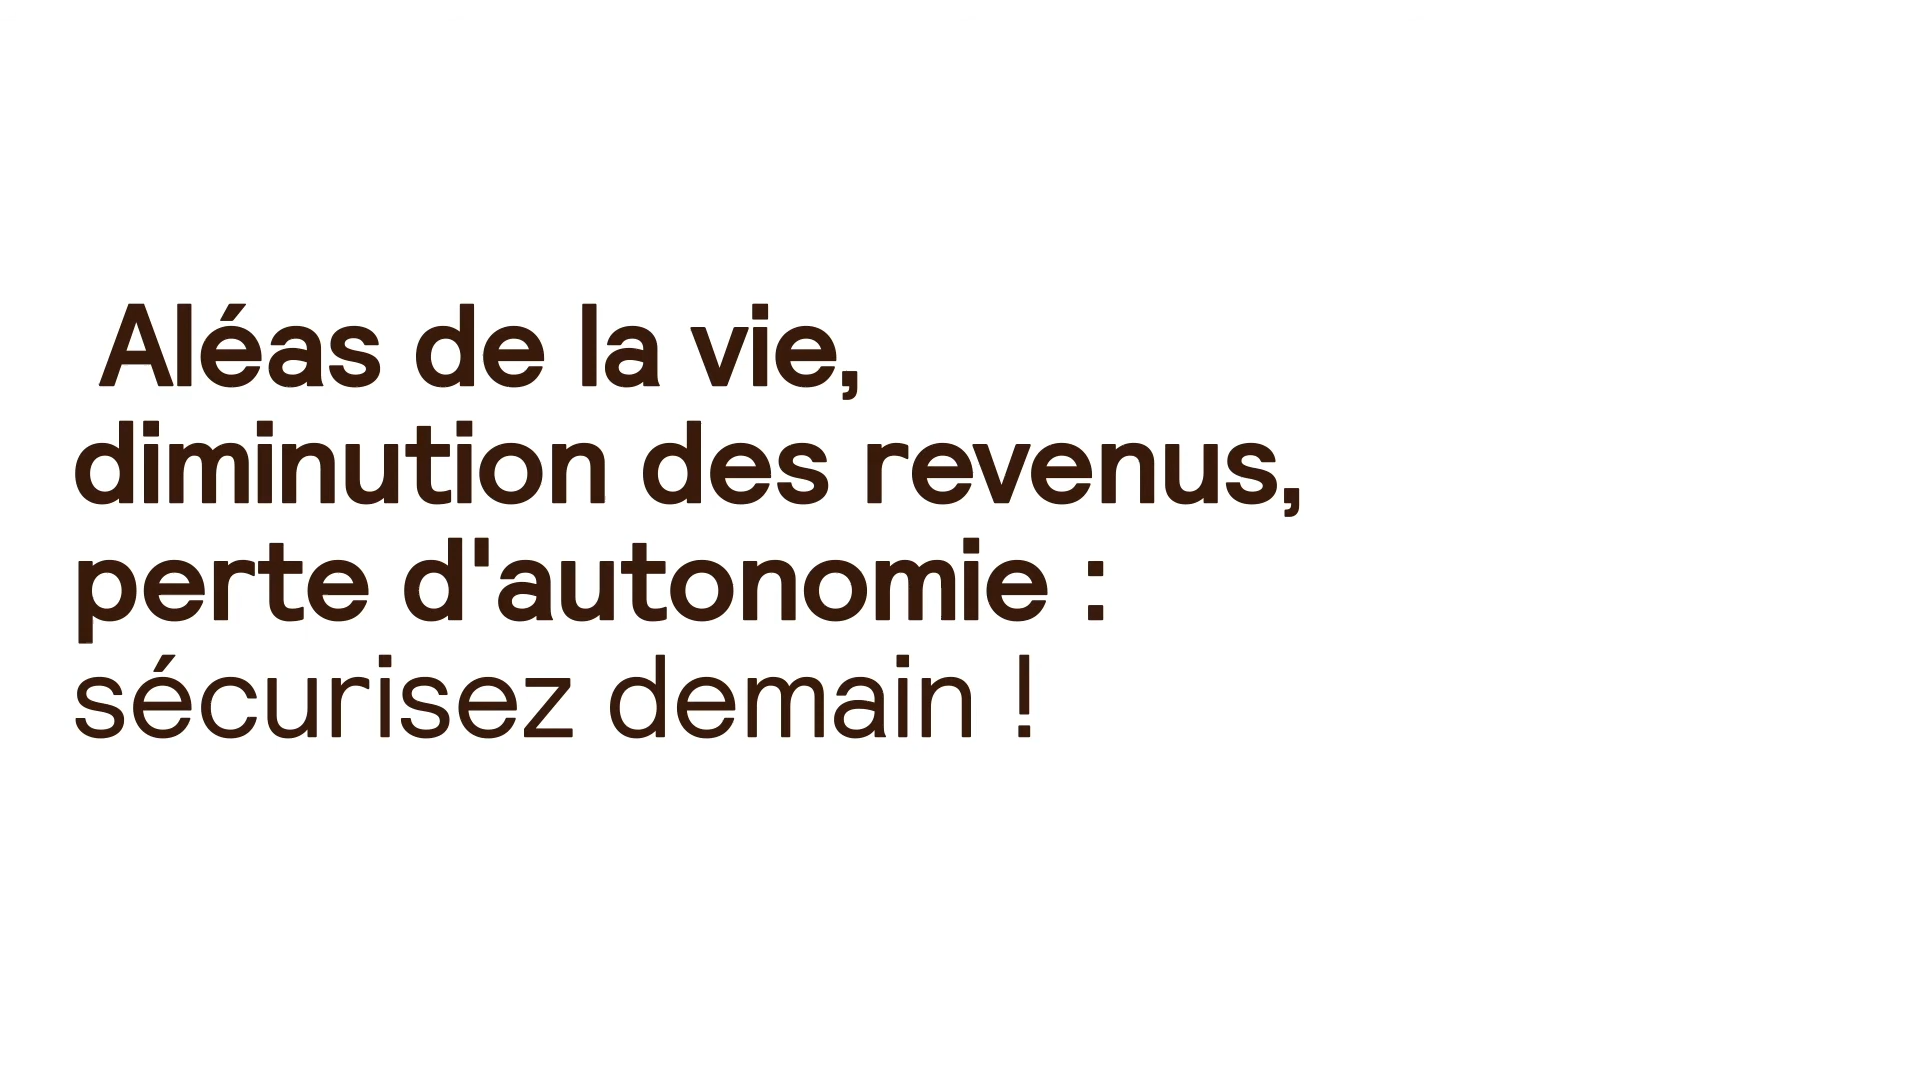 Aléas de la vie,
diminution des revenus,
perte d'autonomie :
sécurisez demain !